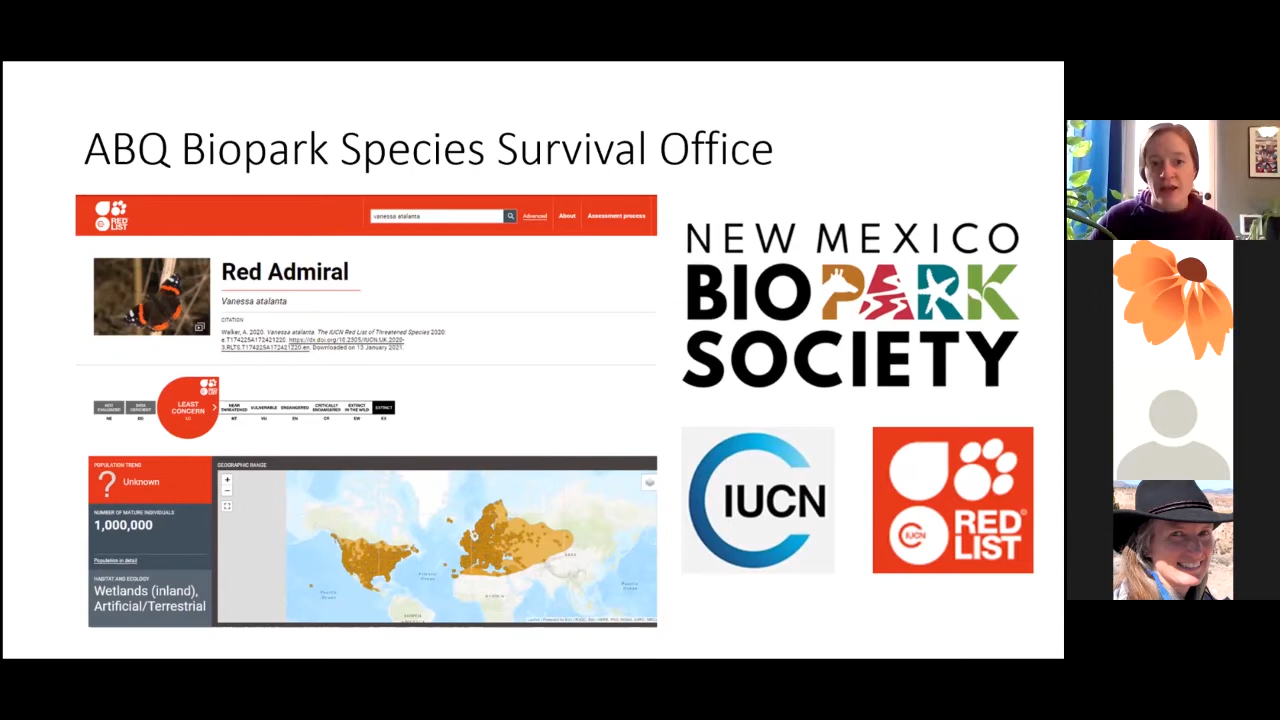 ABQ Biopark Species Survival Office
RED LIST
vanessa atalanta
Advanced
About
Assessment process
Red Admiral
Vanessa atalanta
CITATION
Walker, A. 2020. Vanessa atalanta. The IUCN Red List of Threatened Species 2020:
e.T174225A172421220. https://dx.doi.org/10.2305/IUCN.UK.2020-
3.RLTS.T174225A172421220.en. Downloaded on 13 January 2021.
NOT EVALUATED
NE
DATA DEFICIENT
DD
LEAST CONCERN
LC
NEAR THREATENED
NT
VULNERABLE
VU
ENDANGERED
EN
CRITICALLY ENDANGERED
CR
EXTINCT IN THE WILD
EW
EXTINCT
EX
POPULATION TREND
? Unknown
NUMBER OF MATURE INDIVIDUALS
1,000,000
Population in detail
HABITAT AND ECOLOGY
Wetlands (inland),
Artificial/Terrestrial
GEOGRAPHIC RANGE
+
−
NEW MEXICO
BIOPARK
SOCIETY
IUCN
IUCN
RED
LIST